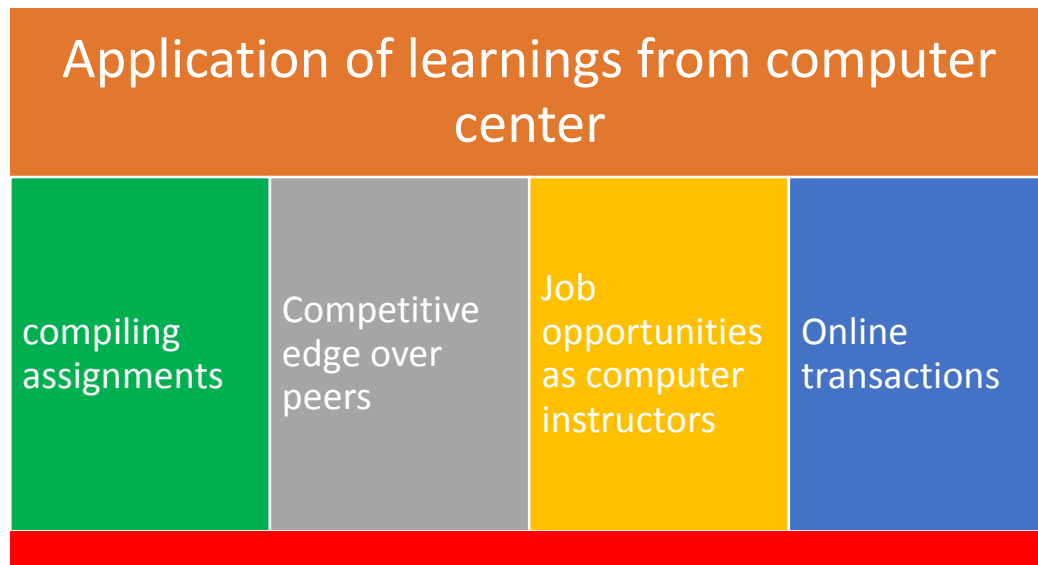 Application of learnings from computer
center
compiling
assignments
Competitive
edge over
peers
Job
opportunities
as computer
instructors
Online
transactions